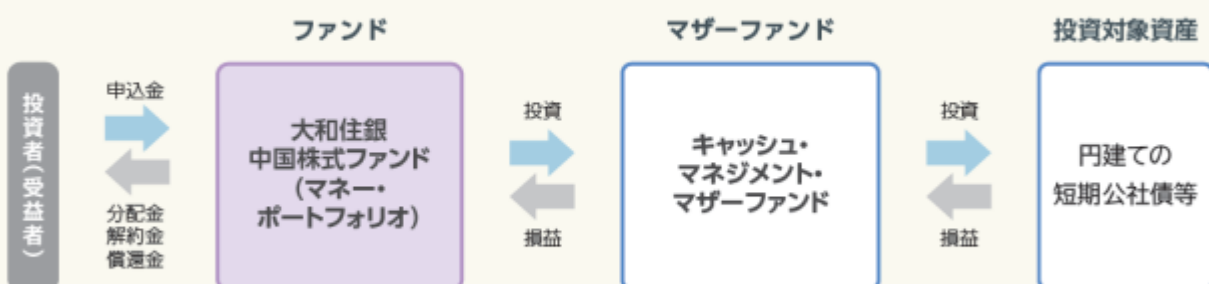 ファンド
マザーファンド
投資対象資産
投資者（受益者）
申込金
分配金
解約金
償還金
大和住銀
中国株式ファンド
（マネー・
ポートフォリオ）
投資
損益
キャッシュ・
マネジメント・
マザーファンド
投資
損益
円建ての
短期公社債等